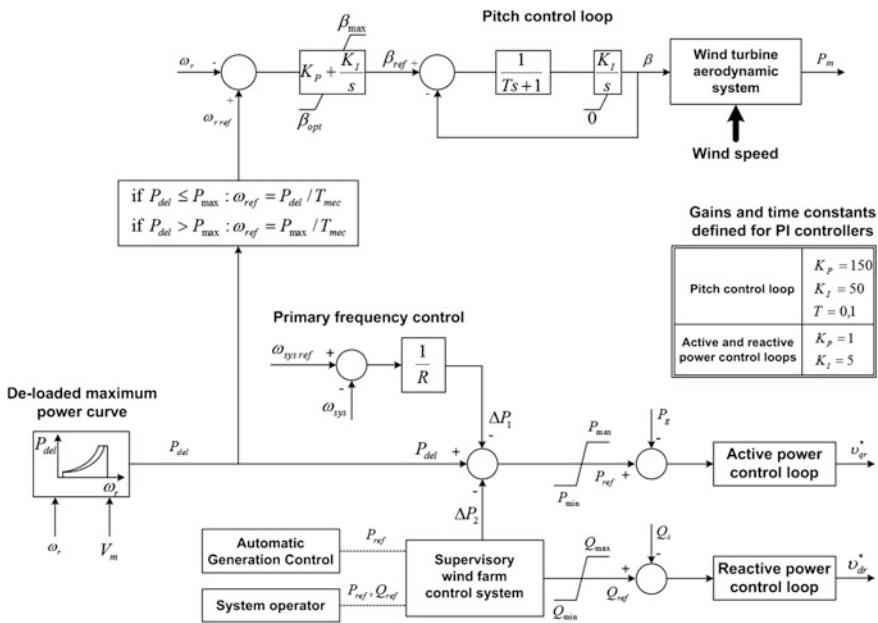 Pitch control loop
β_max
ω_r - K_P + K_I/s β_ref + 1/(Ts+1) K_I/s β Wind turbine aerodynamic system P_m
+
ω_r ref
β_opt
-
0
Wind speed
if P_del ≤ P_max : ω_ref = P_del / T_mec
if P_del > P_max : ω_ref = P_max / T_mec
Gains and time constants
defined for PI controllers
Pitch control loop
K_P = 150
K_I = 50
T = 0,1
Active and reactive
power control loops
K_P = 1
K_I = 5
Primary frequency control
ω_sys ref + 1/R
-
ω_sys
ΔP_1
-
De-loaded maximum
power curve
P_del
ω_r
ω_r
V_m
P_del
P_del +
-
ΔP_2
P_max
P_min
P_ref +
P_g
-
Active power
control loop
υ_qr^*
Automatic
Generation Control
P_ref
System operator
P_ref, Q_ref
Supervisory
wind farm
control system
Q_max
Q_min
Q_ref
+
Q_s
-
Reactive power
control loop
υ_dr^*